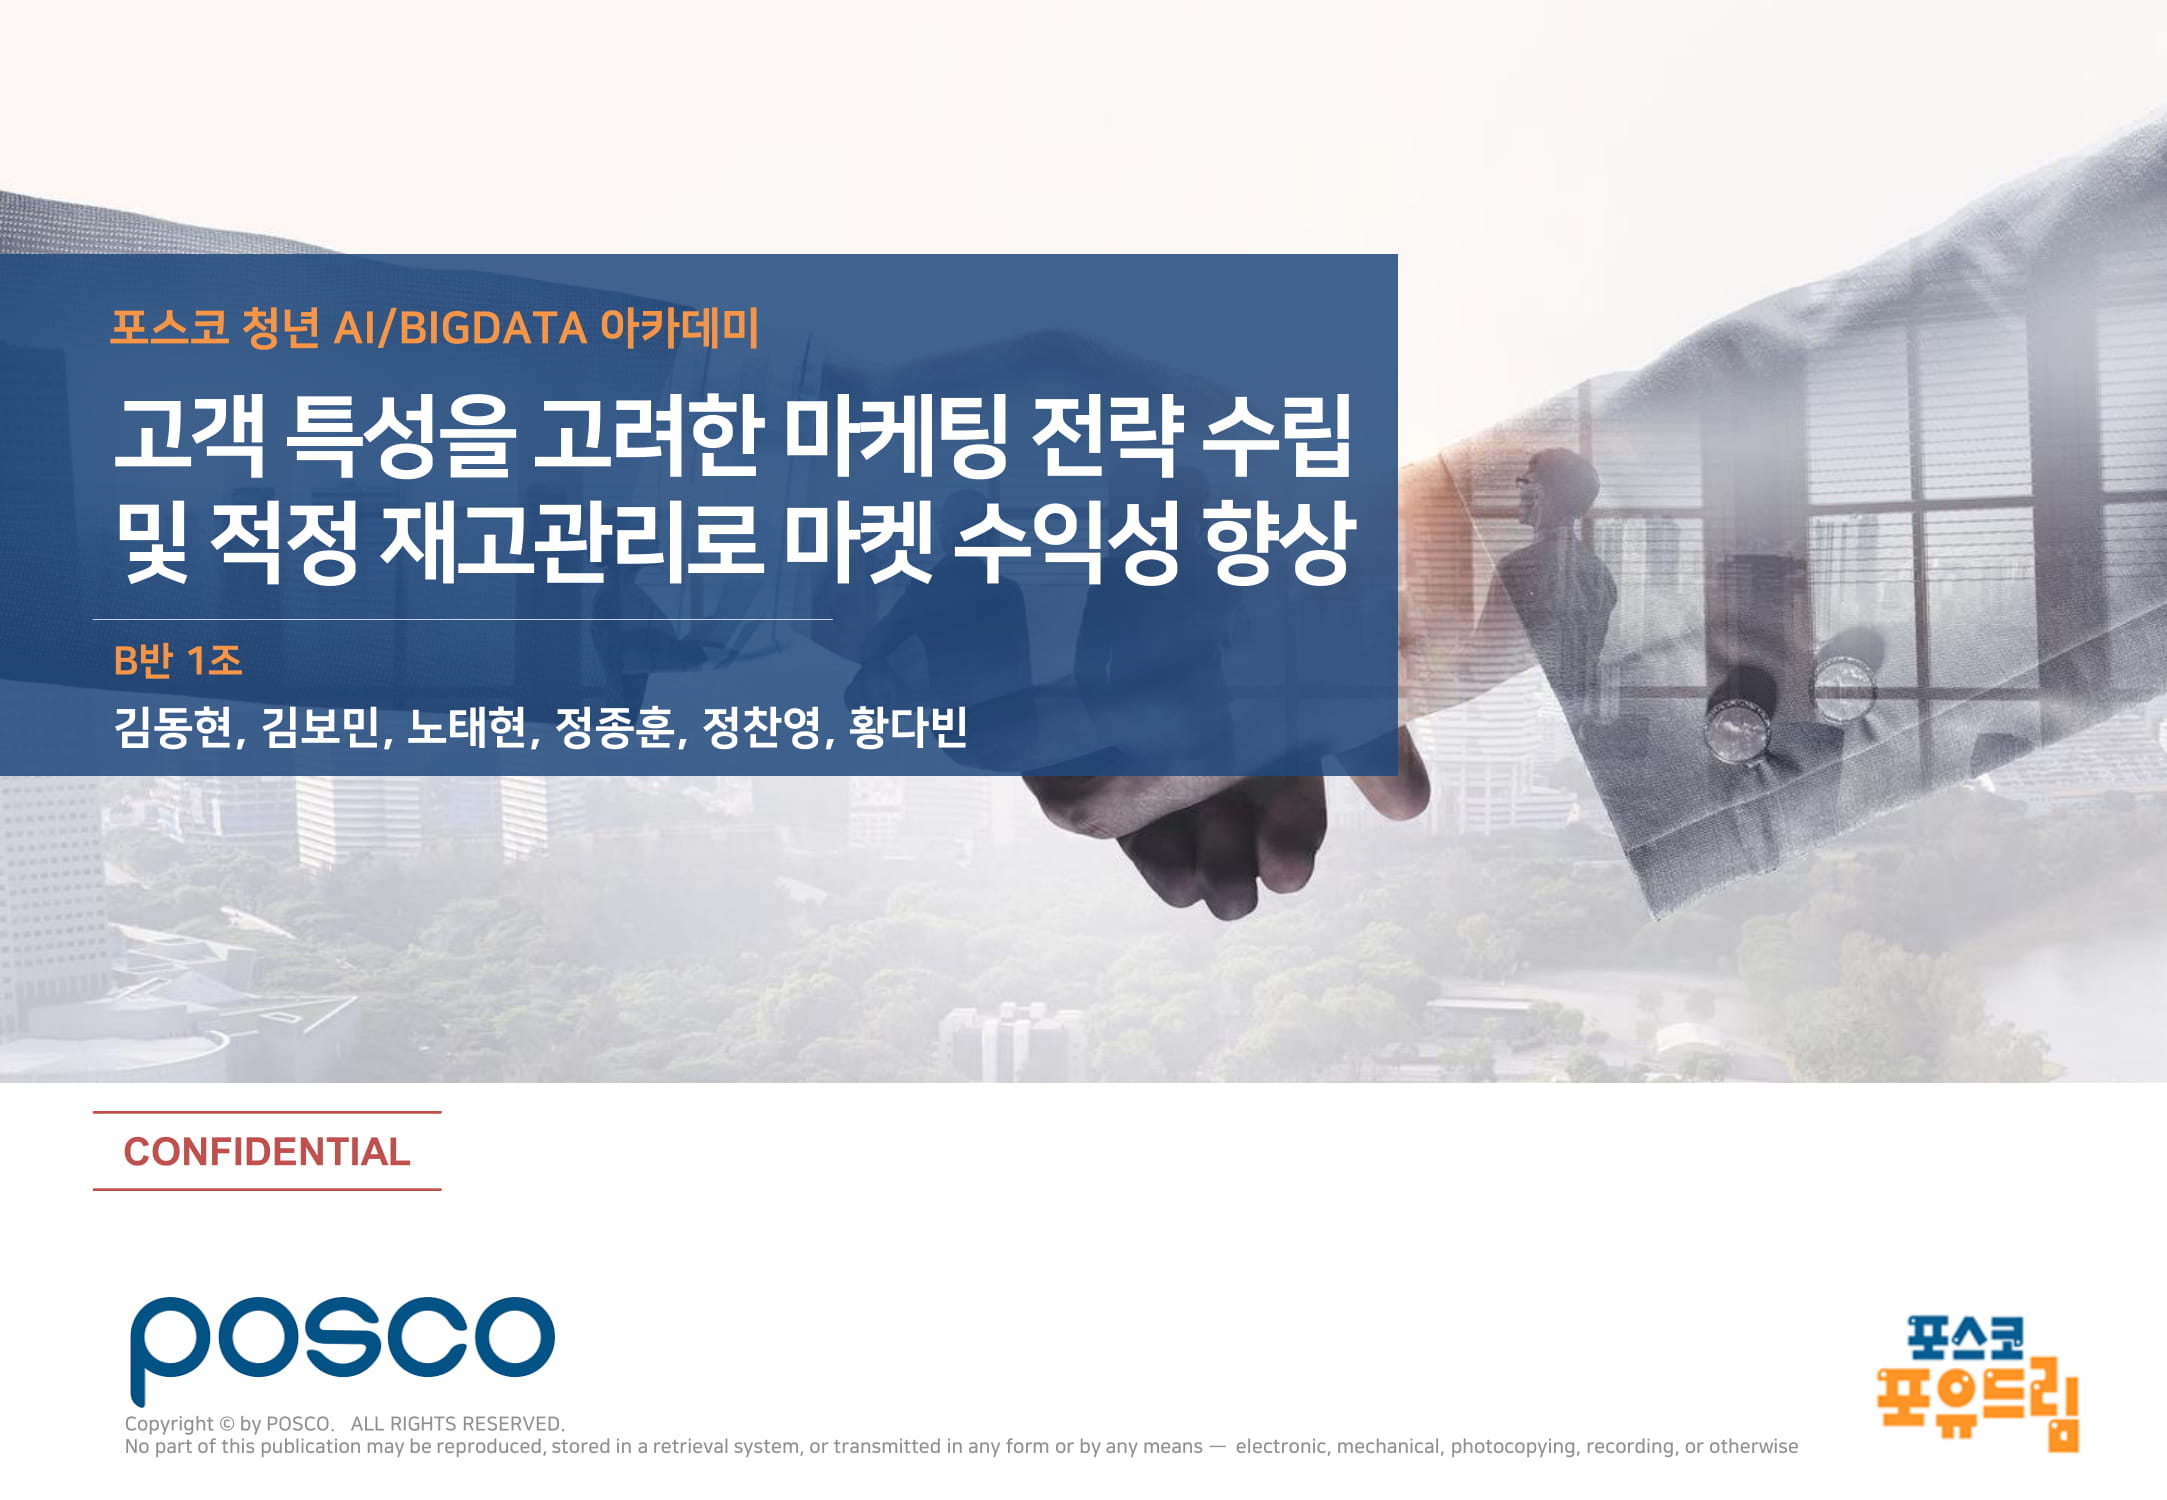 포스코 청년 AI/BIGDATA 아카데미
고객 특성을 고려한 마케팅 전략 수립
및 적정 재고관리로 마켓 수익성 향상
B반 1조
김동현, 김보민, 노태현, 정종훈, 정찬영, 황다빈
CONFIDENTIAL
posco
Copyright © by POSCO. ALL RIGHTS RESERVED.
No part of this publication may be reproduced, stored in a retrieval system, or transmitted in any form or by any means — electronic, mechanical, photocopying, recording, or otherwise
포스코
포유드림